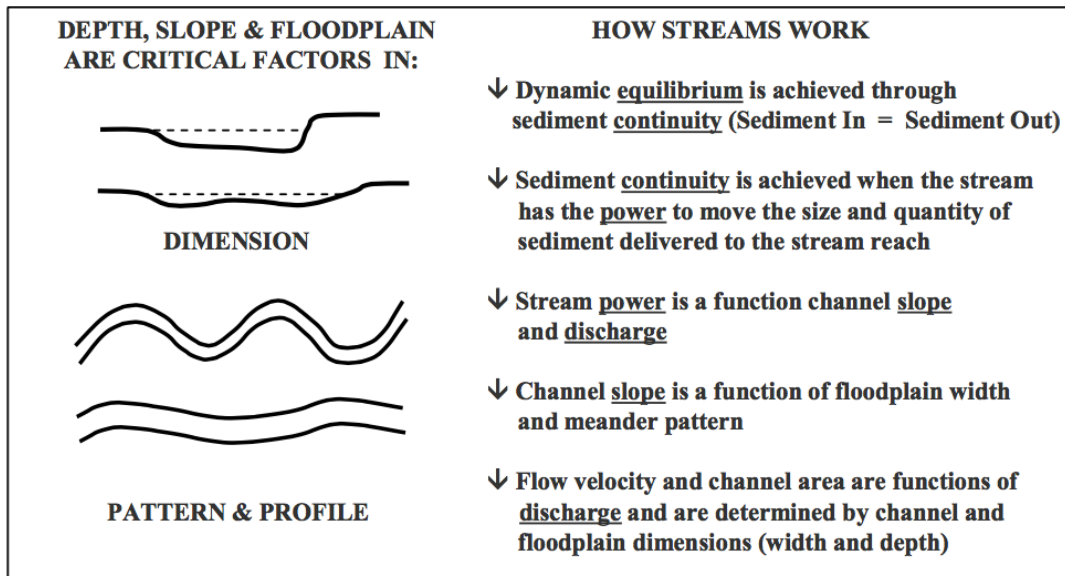 DEPTH, SLOPE & FLOODPLAIN
ARE CRITICAL FACTORS IN:
DIMENSION
PATTERN & PROFILE
HOW STREAMS WORK
↓ Dynamic equilibrium is achieved through
sediment continuity (Sediment In = Sediment Out)
↓ Sediment continuity is achieved when the stream
has the power to move the size and quantity of
sediment delivered to the stream reach
↓ Stream power is a function channel slope
and discharge
↓ Channel slope is a function of floodplain width
and meander pattern
↓ Flow velocity and channel area are functions of
discharge and are determined by channel and
floodplain dimensions (width and depth)